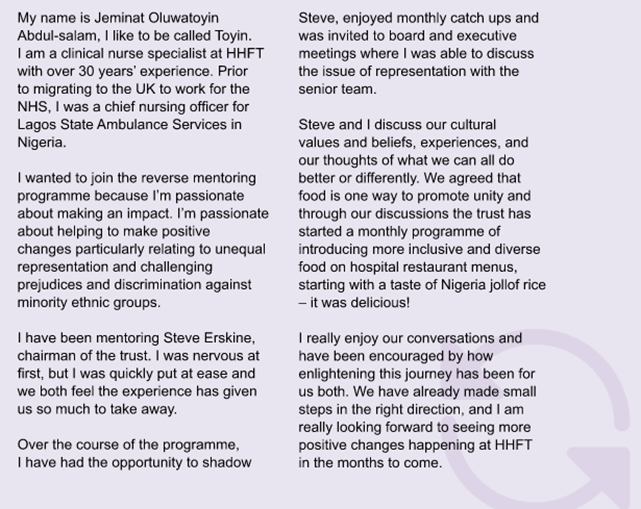 My name is Jeminat Oluwatoyin
Abdul-salam, I like to be called Toyin.
I am a clinical nurse specialist at HHFT
with over 30 years’ experience. Prior
to migrating to the UK to work for the
NHS, I was a chief nursing officer for
Lagos State Ambulance Services in
Nigeria.

I wanted to join the reverse mentoring
programme because I’m passionate
about making an impact. I’m passionate
about helping to make positive
changes particularly relating to unequal
representation and challenging
prejudices and discrimination against
minority ethnic groups.

I have been mentoring Steve Erskine,
chairman of the trust. I was nervous at
first, but I was quickly put at ease and
we both feel the experience has given
us so much to take away.

Over the course of the programme,
I have had the opportunity to shadow
Steve, enjoyed monthly catch ups and
was invited to board and executive
meetings where I was able to discuss
the issue of representation with the
senior team.

Steve and I discuss our cultural
values and beliefs, experiences, and
our thoughts of what we can all do
better or differently. We agreed that
food is one way to promote unity and
through our discussions the trust has
started a monthly programme of
introducing more inclusive and diverse
food on hospital restaurant menus,
starting with a taste of Nigeria jollof rice
– it was delicious!

I really enjoy our conversations and
have been encouraged by how
enlightening this journey has been for
us both. We have already made small
steps in the right direction, and I am
really looking forward to seeing more
positive changes happening at HHFT
in the months to come.